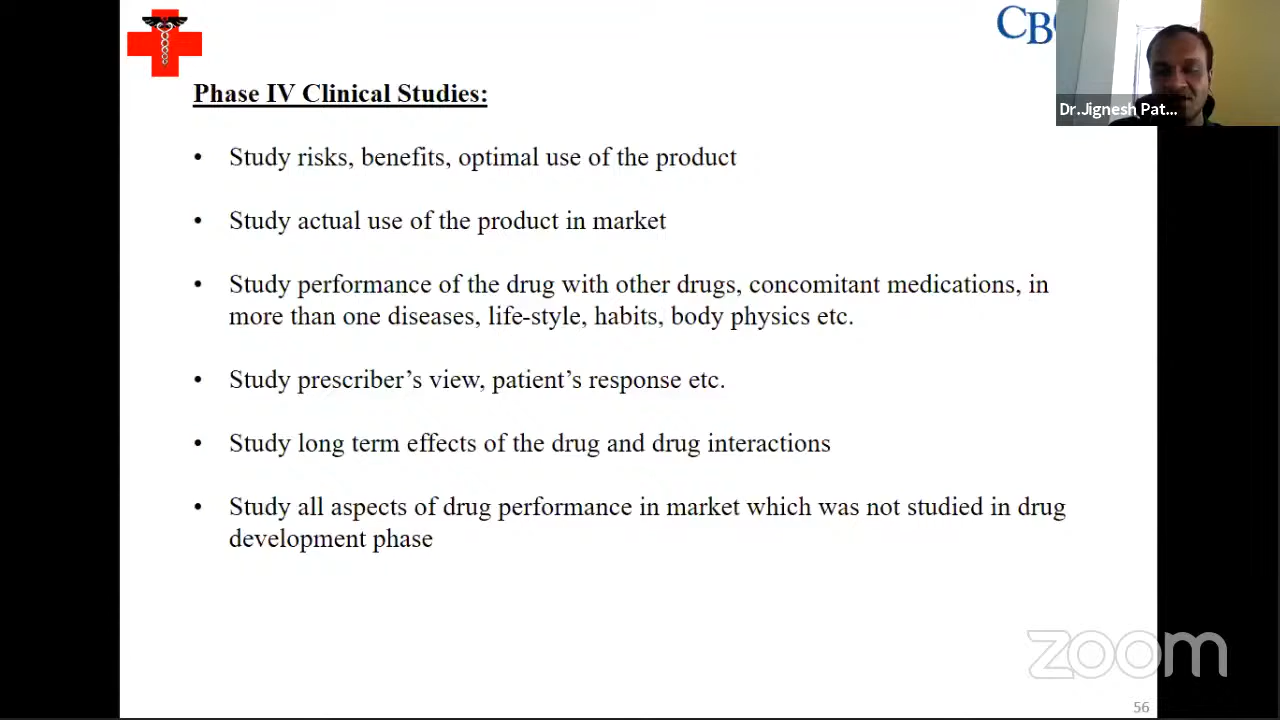 CB
Dr.Jignesh Pat...
Phase IV Clinical Studies:
• Study risks, benefits, optimal use of the product
• Study actual use of the product in market
• Study performance of the drug with other drugs, concomitant medications, in
more than one diseases, life-style, habits, body physics etc.
• Study prescriber’s view, patient’s response etc.
• Study long term effects of the drug and drug interactions
• Study all aspects of drug performance in market which was not studied in drug
development phase
zoom
56